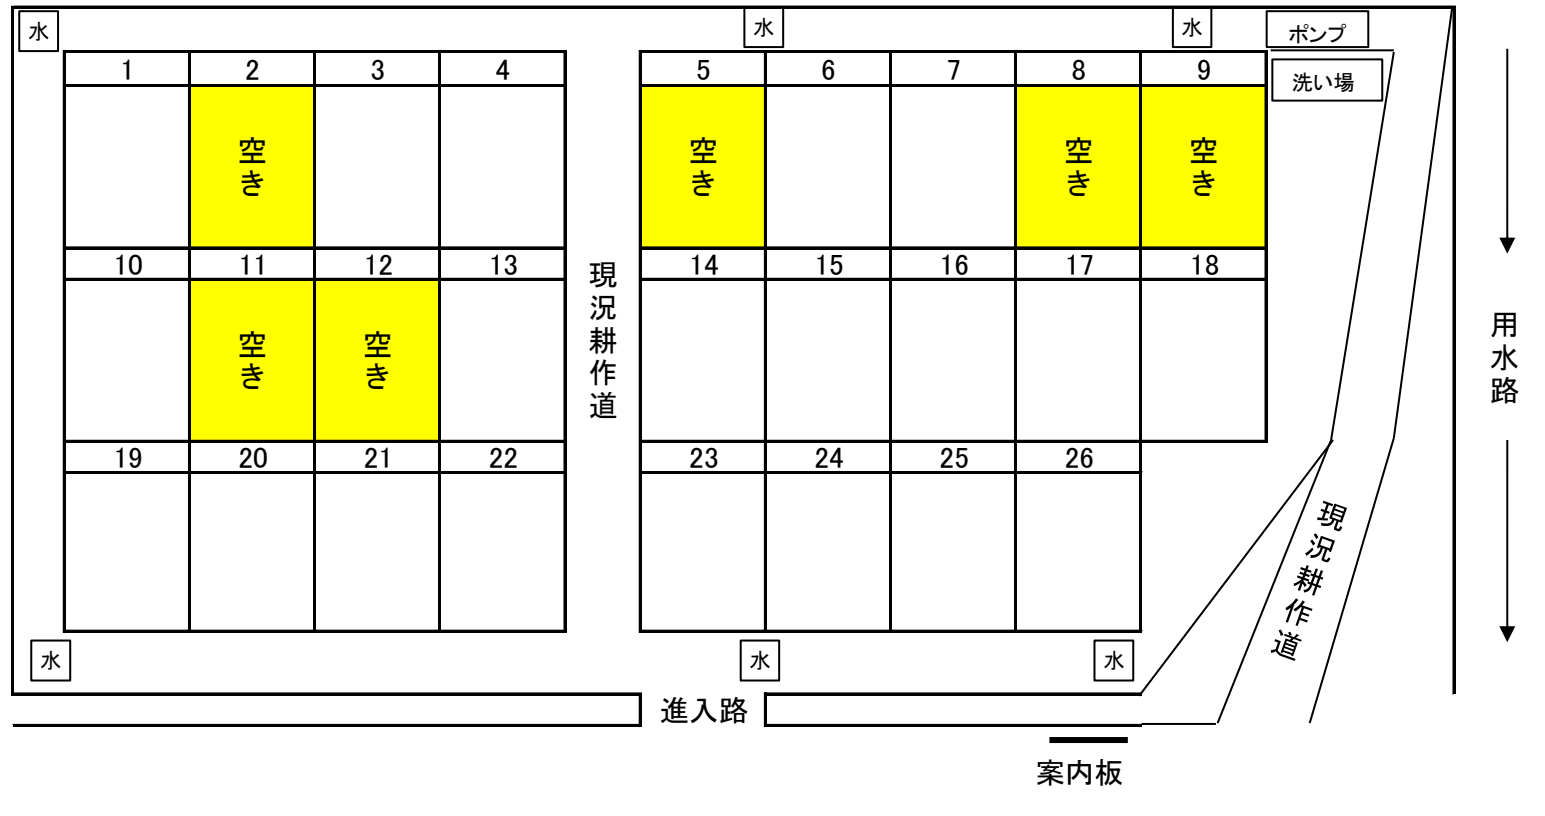 水 水 水 ポンプ
洗い場
1 2 3 4 5 6 7 8 9
空き 空き 空き 空き
10 11 12 13 14 15 16 17 18
空き 空き
現況耕作道
用水路
19 20 21 22 23 24 25 26
現況耕作道
水 水 水
進入路
案内板